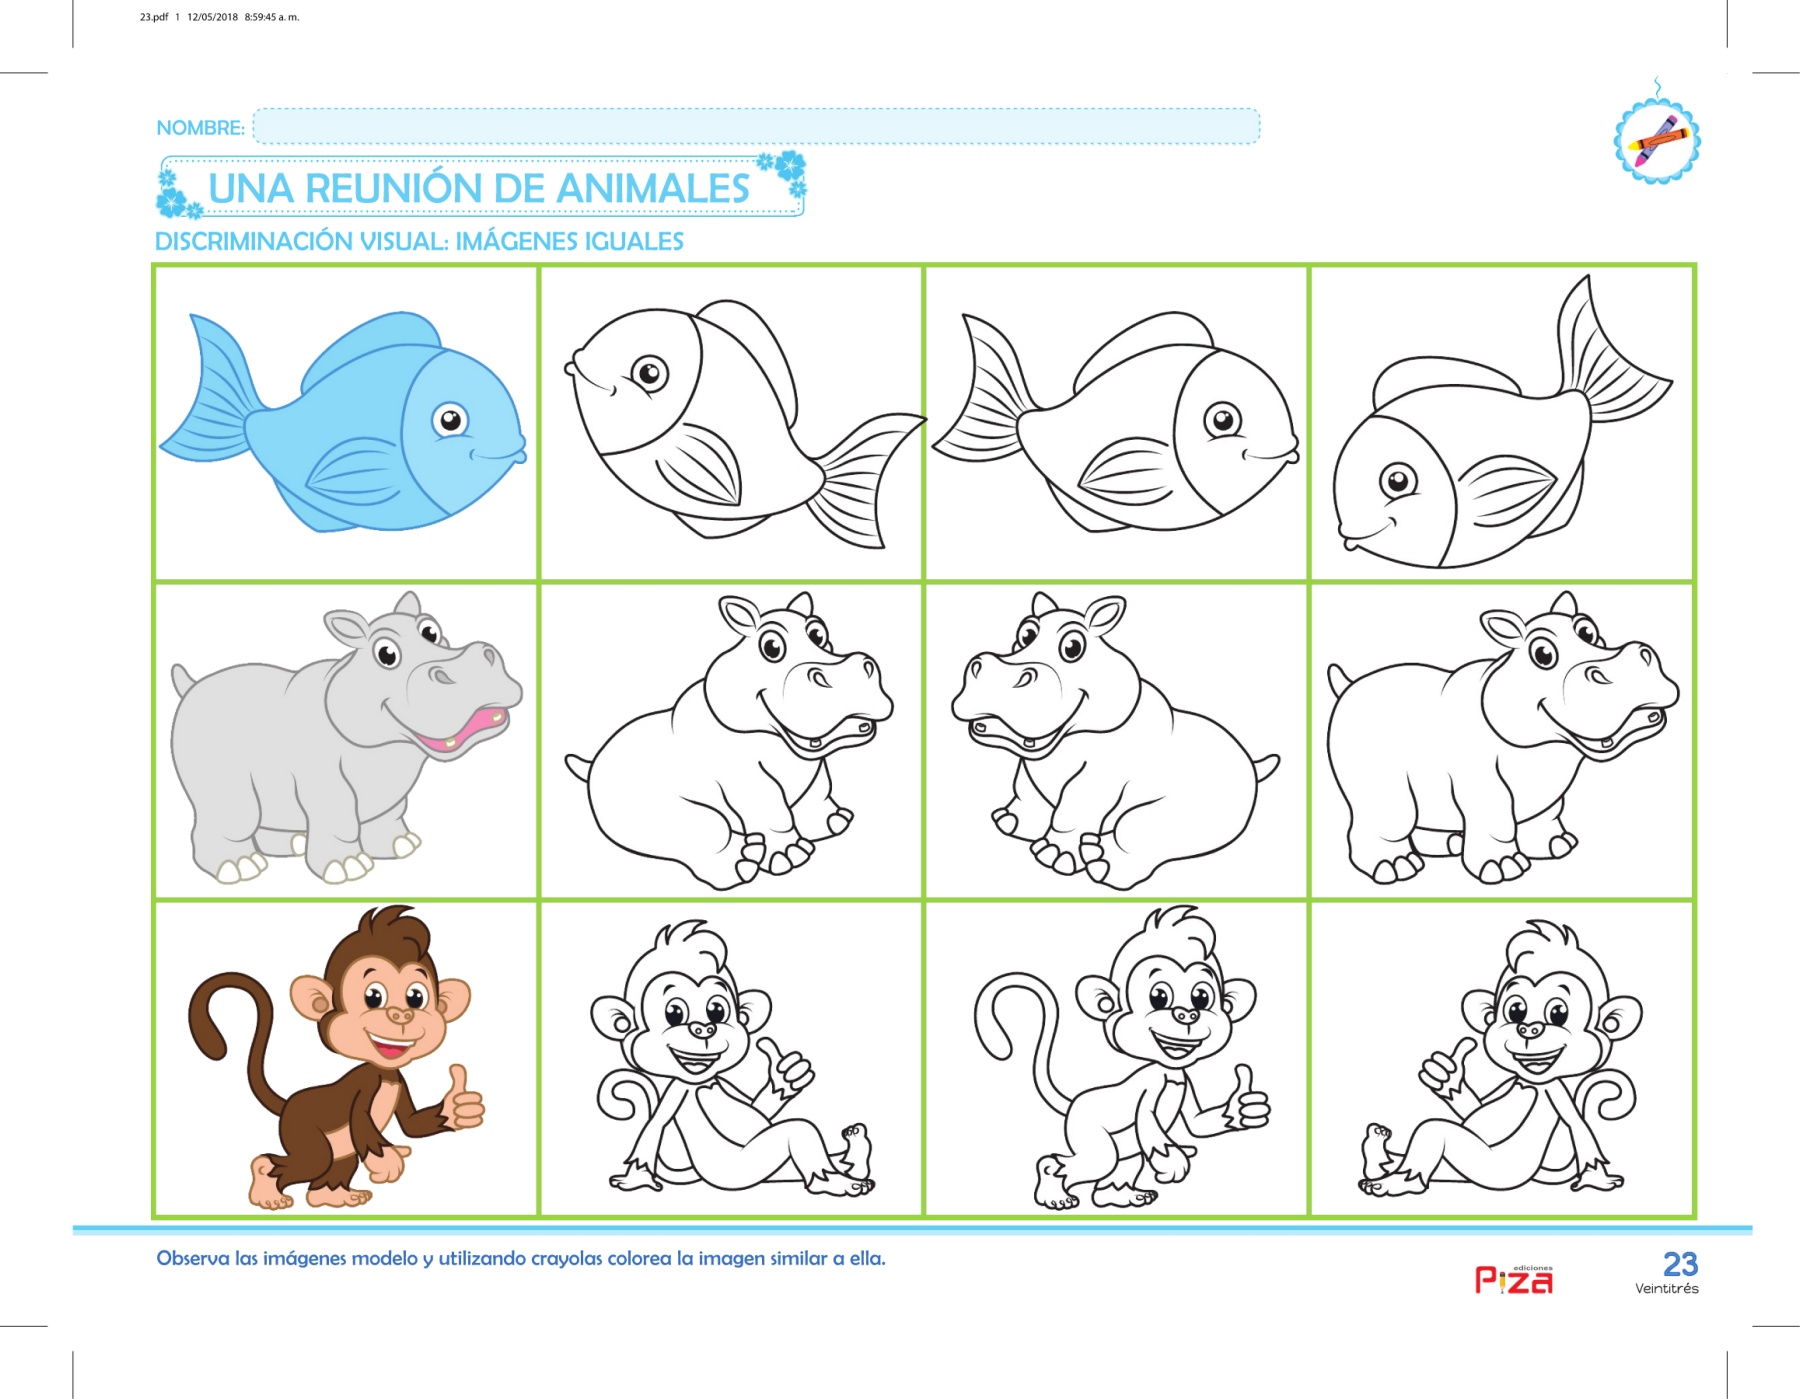 23.pdf 1 12/05/2018 8:59:45 a. m.
NOMBRE:
UNA REUNIÓN DE ANIMALES
DISCRIMINACIÓN VISUAL: IMÁGENES IGUALES
Observa las imágenes modelo y utilizando crayolas colorea la imagen similar a ella.
ediciones
Piza
23
Veintitrés